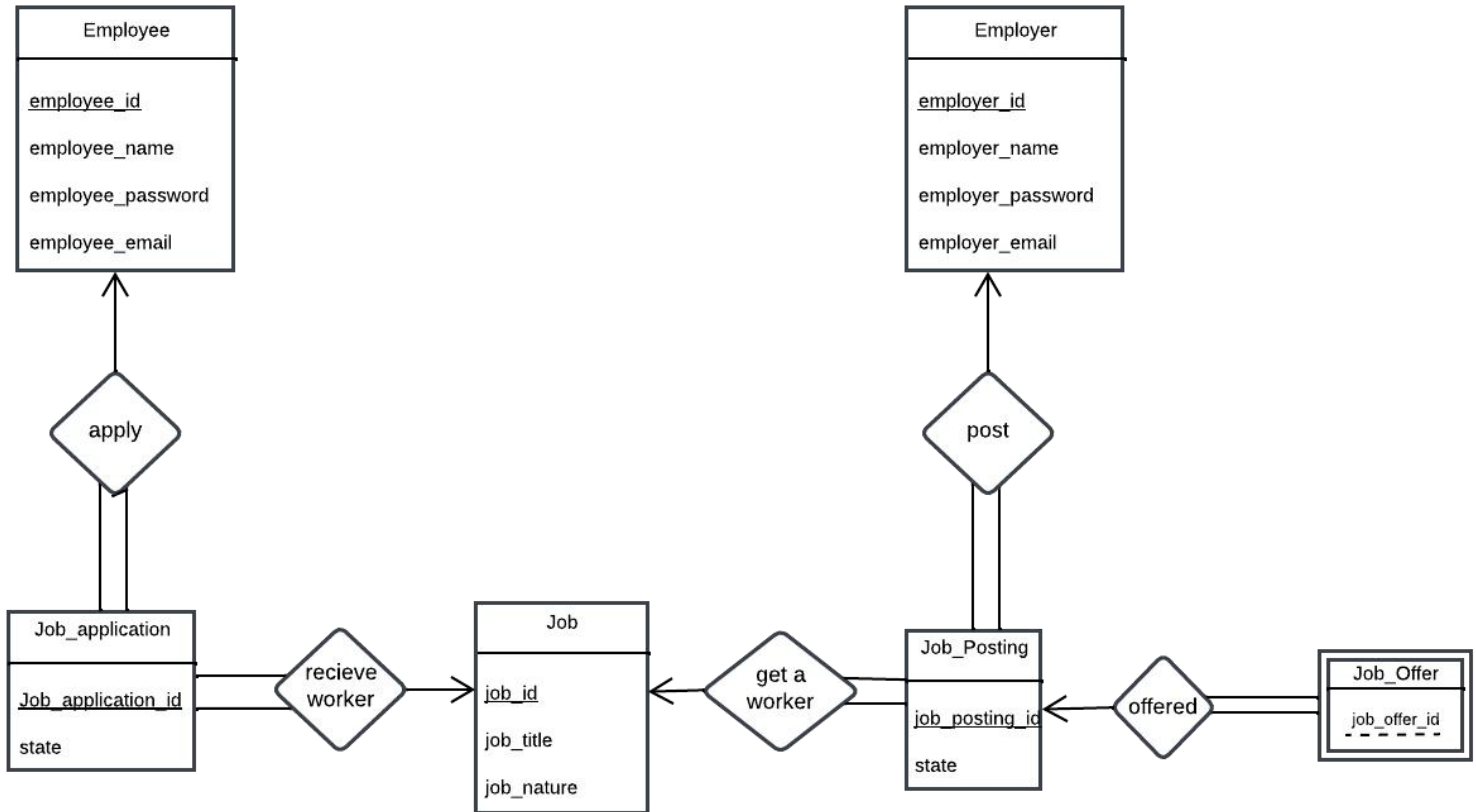 Employee
employee_id
employee_name
employee_password
employee_email
Employer
employer_id
employer_name
employer_password
employer_email
apply
post
Job_application
Job_application_id
state
recieve
worker
Job
job_id
job_title
job_nature
get a
worker
Job_Posting
job_posting_id
state
offered
Job_Offer
job_offer_id